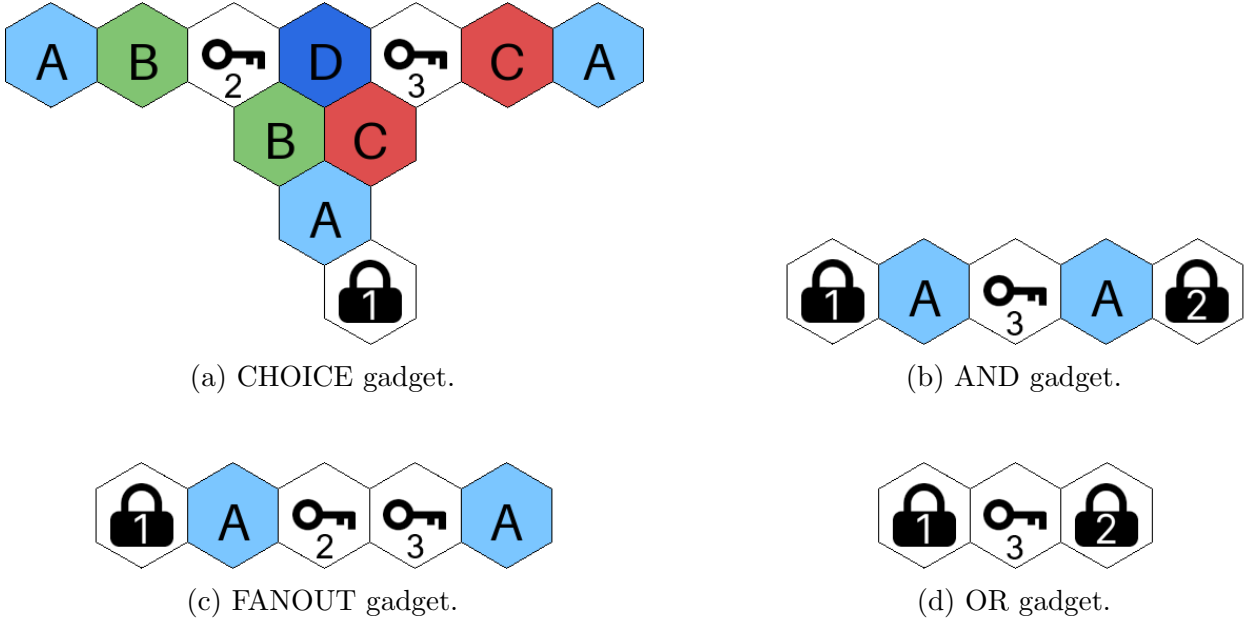 A B 2 D 3 C A
B C
A
1
(a) CHOICE gadget.
1 A 3 A 2
(b) AND gadget.
1 A 2 3 A
(c) FANOUT gadget.
1 3 2
(d) OR gadget.